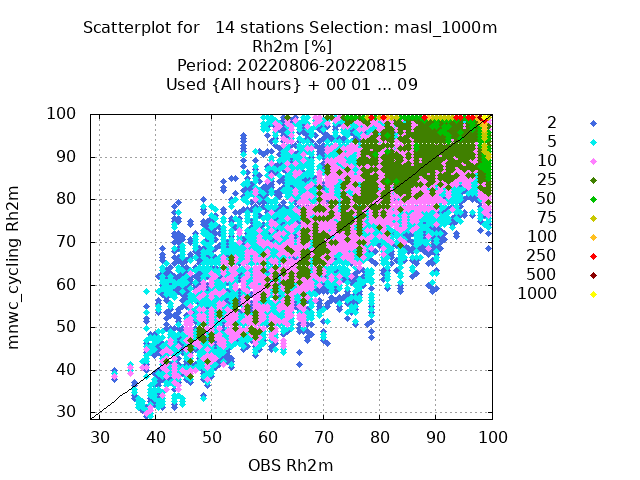 Scatterplot for   14 stations Selection: masl_1000m
Rh2m [%]
Period: 20220806-20220815
Used {All hours} + 00 01 ... 09
mnwc_cycling Rh2m
100
90
80
70
60
50
40
30
30 40 50 60 70 80 90 100
OBS Rh2m
2
5
10
25
50
75
100
250
500
1000